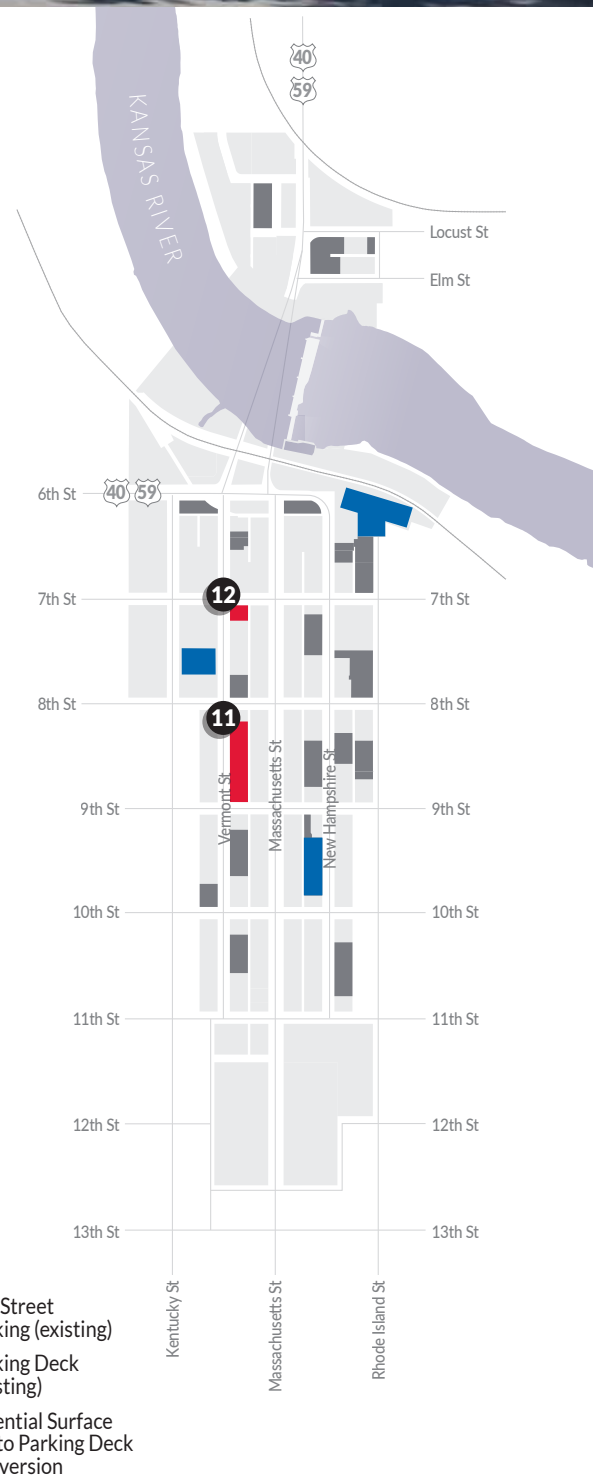 40
59
KANSAS RIVER
Locust St
Elm St
6th St
40 59
7th St
12
7th St
8th St
11
8th St
Vermont St
Massachusetts St
New Hampshire St
9th St
9th St
10th St
10th St
11th St
11th St
12th St
12th St
13th St
13th St
Kentucky St
Massachusetts St
Rhode Island St
Street
king (existing)
king Deck
sting)
ential Surface
to Parking Deck
version